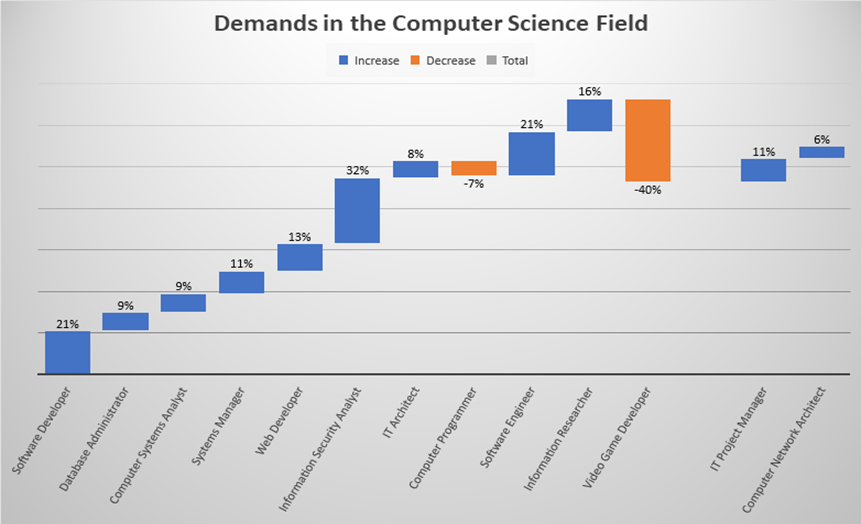 Demands in the Computer Science Field
Increase Decrease Total
21%
9%
9%
11%
13%
32%
8%
-7%
21%
16%
-40%
11%
6%
Software Developer
Database Administrator
Computer Systems Analyst
Systems Manager
Web Developer
Information Security Analyst
IT Architect
Computer Programmer
Software Engineer
Information Researcher
Video Game Developer
IT Project Manager
Computer Network Architect